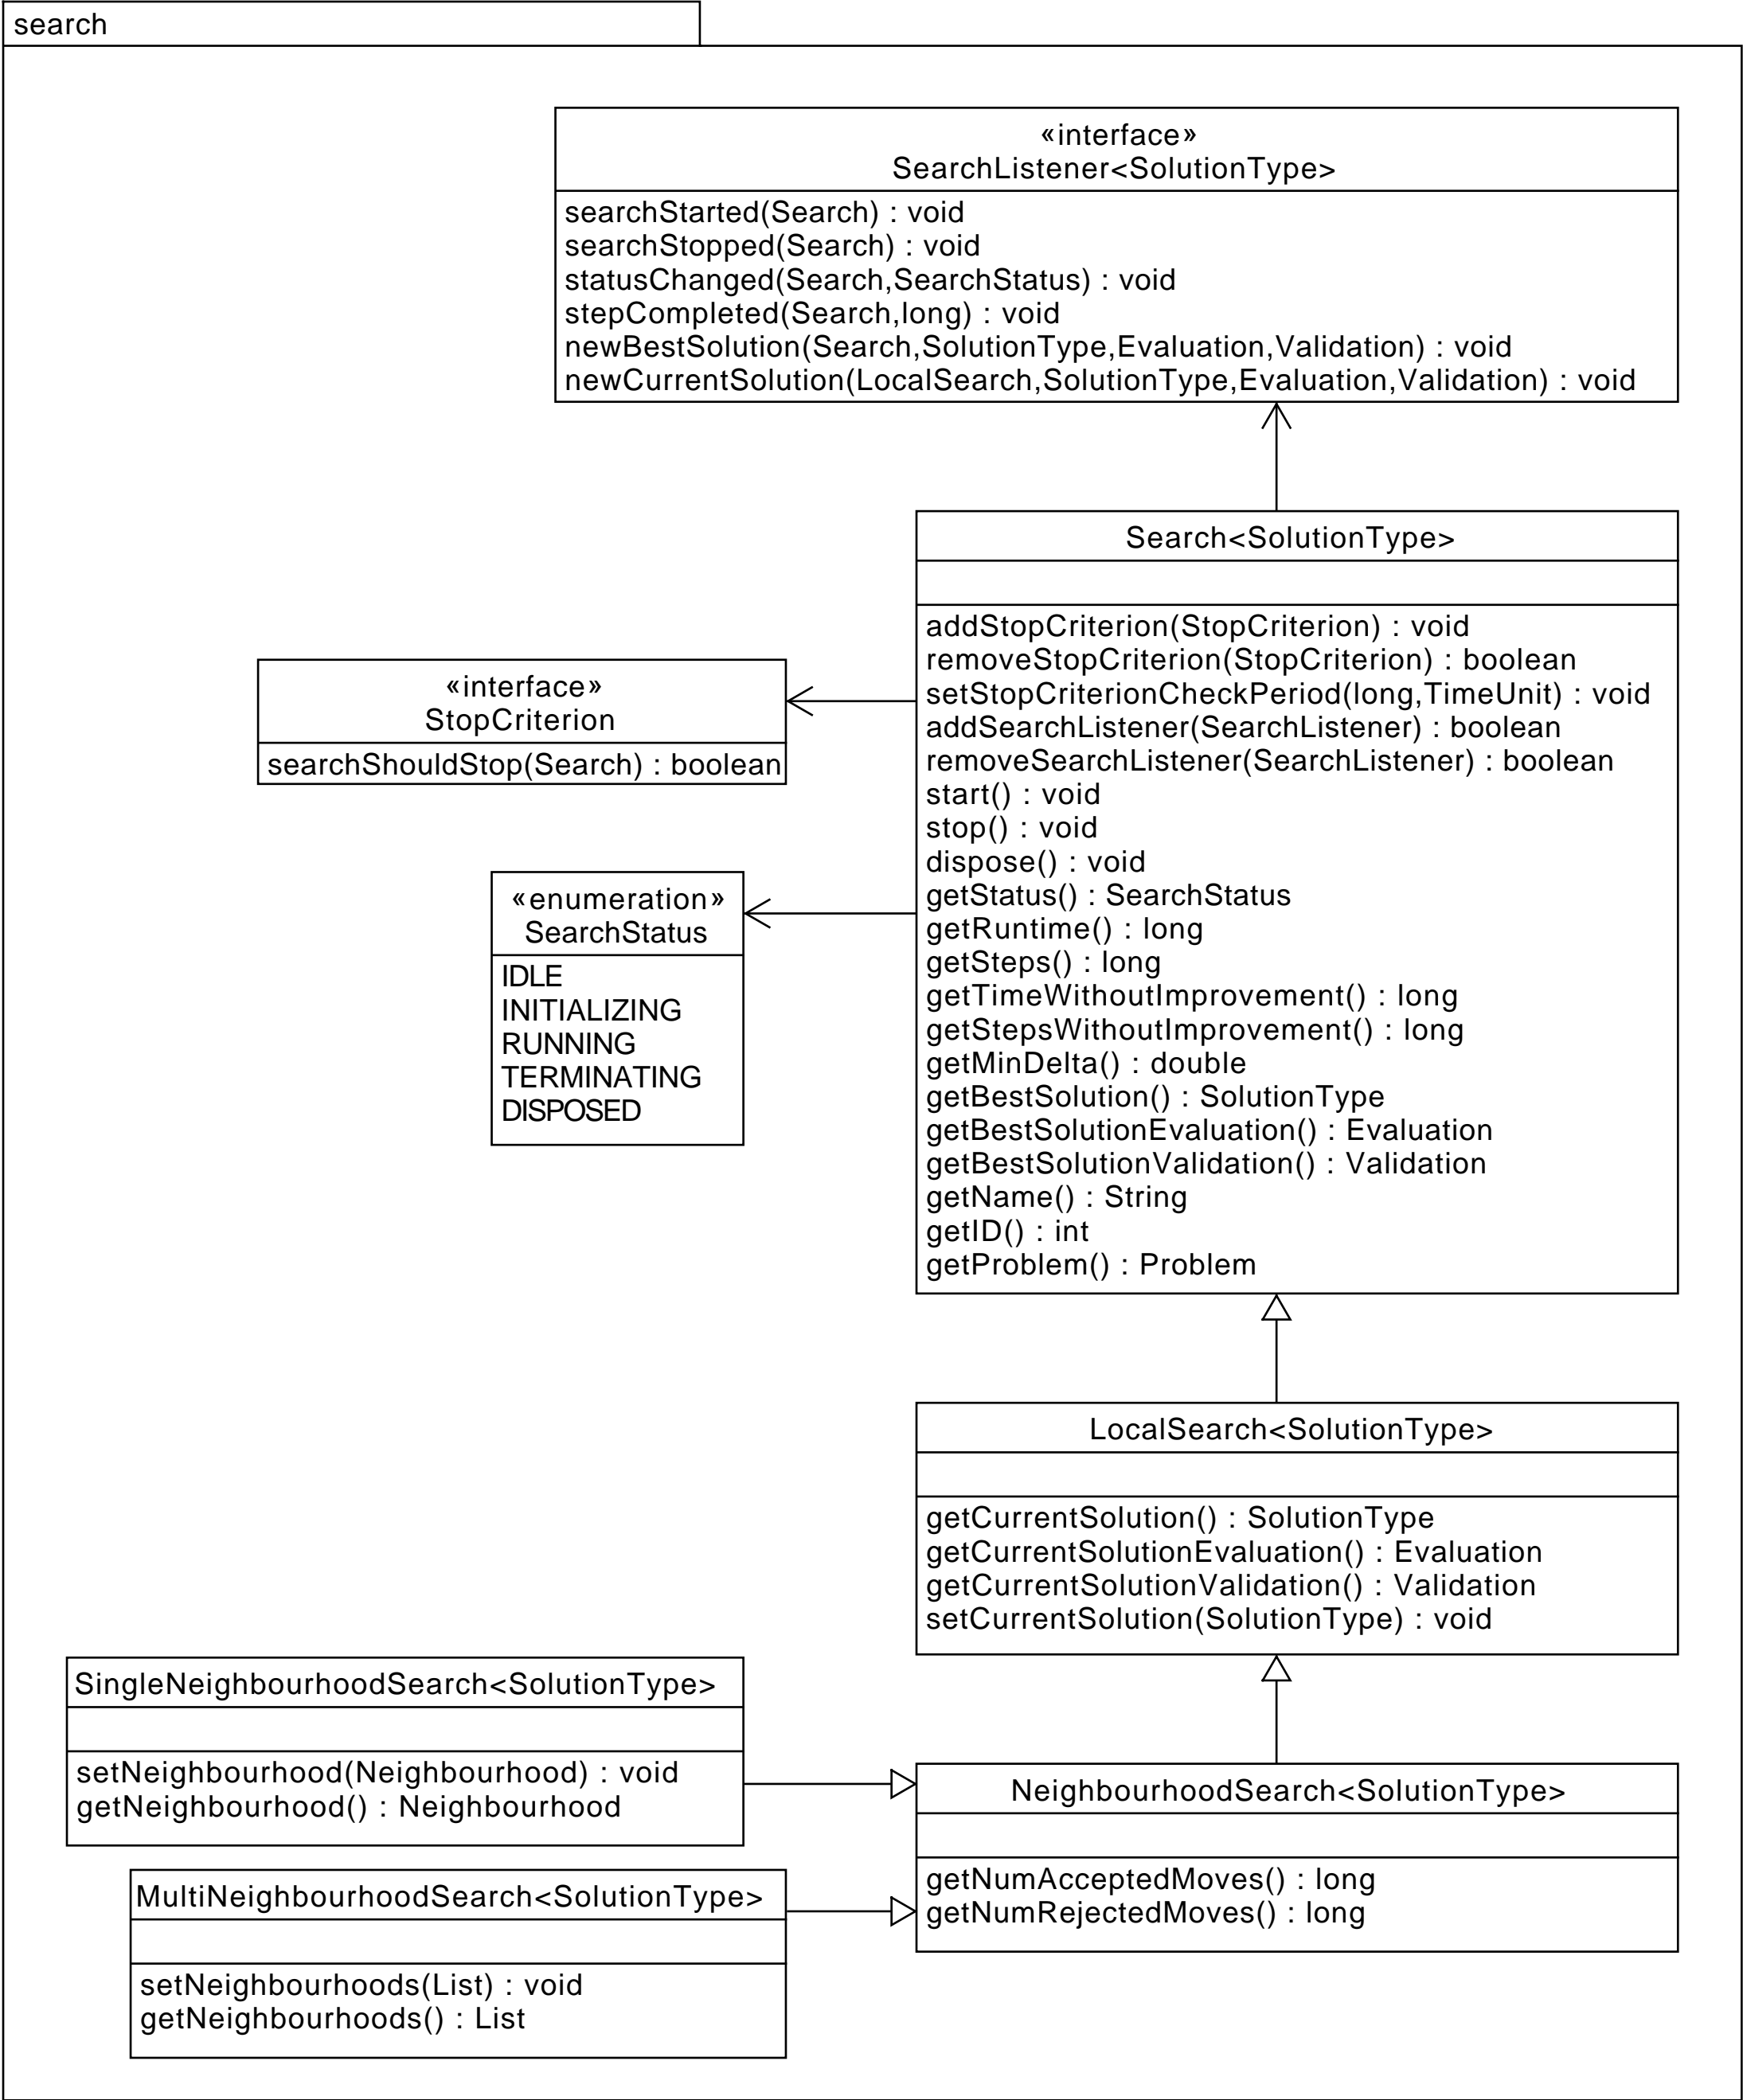 search
«interface»
SearchListener<SolutionType>
searchStarted(Search) : void
searchStopped(Search) : void
statusChanged(Search,SearchStatus) : void
stepCompleted(Search,long) : void
newBestSolution(Search,SolutionType,Evaluation,Validation) : void
newCurrentSolution(LocalSearch,SolutionType,Evaluation,Validation) : void
Search<SolutionType>
addStopCriterion(StopCriterion) : void
removeStopCriterion(StopCriterion) : boolean
setStopCriterionCheckPeriod(long,TimeUnit) : void
addSearchListener(SearchListener) : boolean
removeSearchListener(SearchListener) : boolean
start() : void
stop() : void
dispose() : void
getStatus() : SearchStatus
getRuntime() : long
getSteps() : long
getTimeWithoutImprovement() : long
getStepsWithoutImprovement() : long
getMinDelta() : double
getBestSolution() : SolutionType
getBestSolutionEvaluation() : Evaluation
getBestSolutionValidation() : Validation
getName() : String
getID() : int
getProblem() : Problem
«interface»
StopCriterion
searchShouldStop(Search) : boolean
«enumeration»
SearchStatus
IDLE
INITIALIZING
RUNNING
TERMINATING
DISPOSED
LocalSearch<SolutionType>
getCurrentSolution() : SolutionType
getCurrentSolutionEvaluation() : Evaluation
getCurrentSolutionValidation() : Validation
setCurrentSolution(SolutionType) : void
SingleNeighbourhoodSearch<SolutionType>
setNeighbourhood(Neighbourhood) : void
getNeighbourhood() : Neighbourhood
NeighbourhoodSearch<SolutionType>
getNumAcceptedMoves() : long
getNumRejectedMoves() : long
MultiNeighbourhoodSearch<SolutionType>
setNeighbourhoods(List) : void
getNeighbourhoods() : List